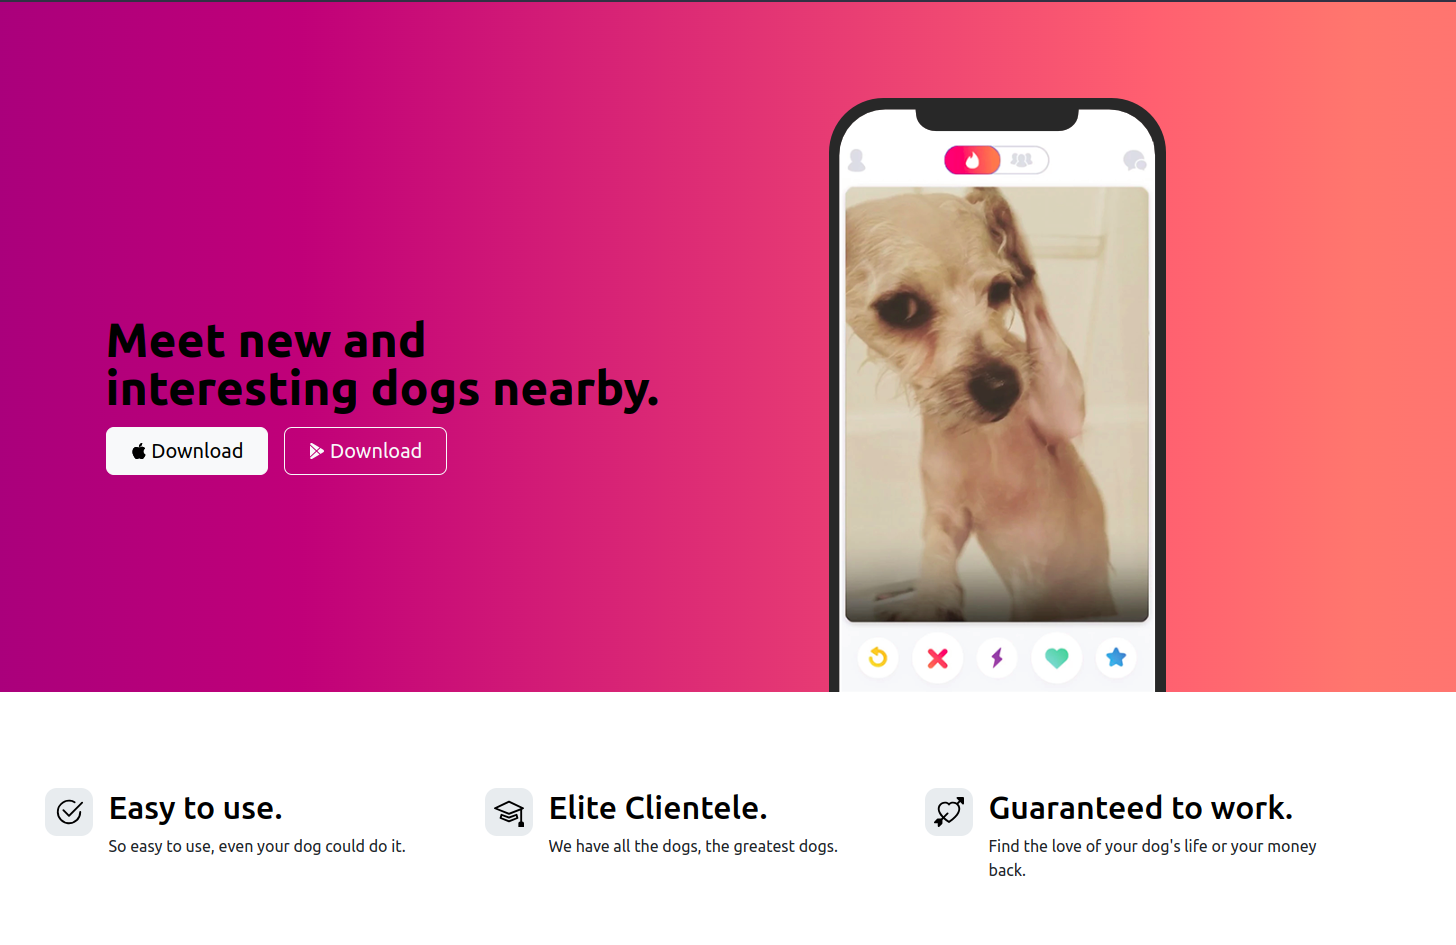 Meet new and
interesting dogs nearby.
Download
Download
Easy to use.
So easy to use, even your dog could do it.
Elite Clientele.
We have all the dogs, the greatest dogs.
Guaranteed to work.
Find the love of your dog's life or your money
back.